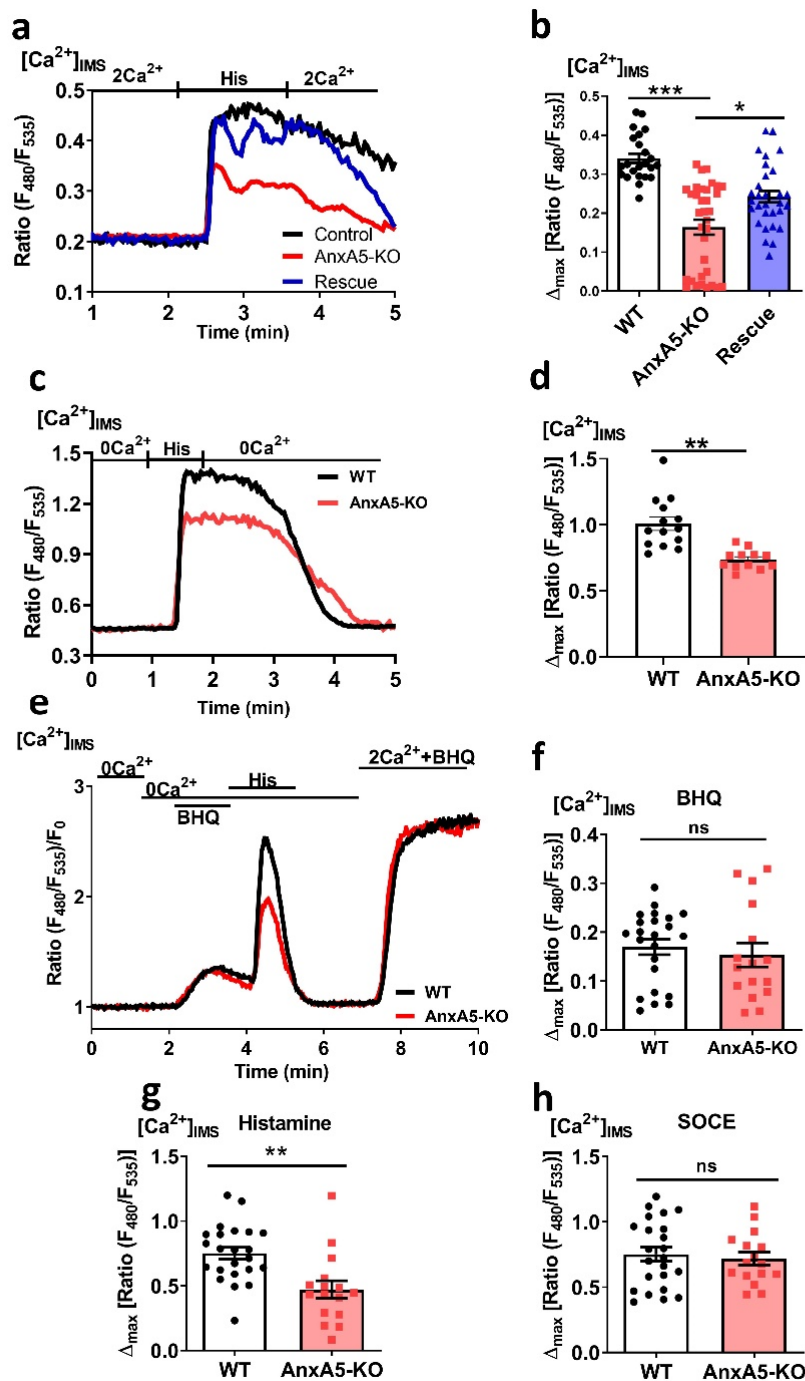 a
[Ca²⁺]IMS
2Ca²⁺ His 2Ca²⁺
Ratio (F480/F535)
0.5
0.4
0.3
0.2
0.1
Control
AnxA5-KO
Rescue
1 2 3 4 5
Time (min)
b
[Ca²⁺]IMS
*** *
Δmax [Ratio (F480/F535)]
0.5
0.4
0.3
0.2
0.1
0.0
WT AnxA5-KO Rescue
c
[Ca²⁺]IMS
0Ca²⁺ His 0Ca²⁺
Ratio (F480/F535)
1.5
1.2
0.9
0.6
0.3
WT
AnxA5-KO
0 1 2 3 4 5
Time (min)
d
[Ca²⁺]IMS
**
Δmax [Ratio (F480/F535)]
1.5
1.0
0.5
0.0
WT AnxA5-KO
e
[Ca²⁺]IMS
0Ca²⁺
0Ca²⁺
BHQ
His
2Ca²⁺+BHQ
Ratio (F480/F535)/F0
3
2
1
WT
AnxA5-KO
0 2 4 6 8 10
Time (min)
f
[Ca²⁺]IMS BHQ
ns
Δmax [Ratio (F480/F535)]
0.4
0.3
0.2
0.1
0.0
WT AnxA5-KO
g
[Ca²⁺]IMS Histamine
**
Δmax [Ratio (F480/F535)]
1.5
1.0
0.5
0.0
WT AnxA5-KO
h
[Ca²⁺]IMS SOCE
ns
Δmax [Ratio (F480/F535)]
1.5
1.0
0.5
0.0
WT AnxA5-KO